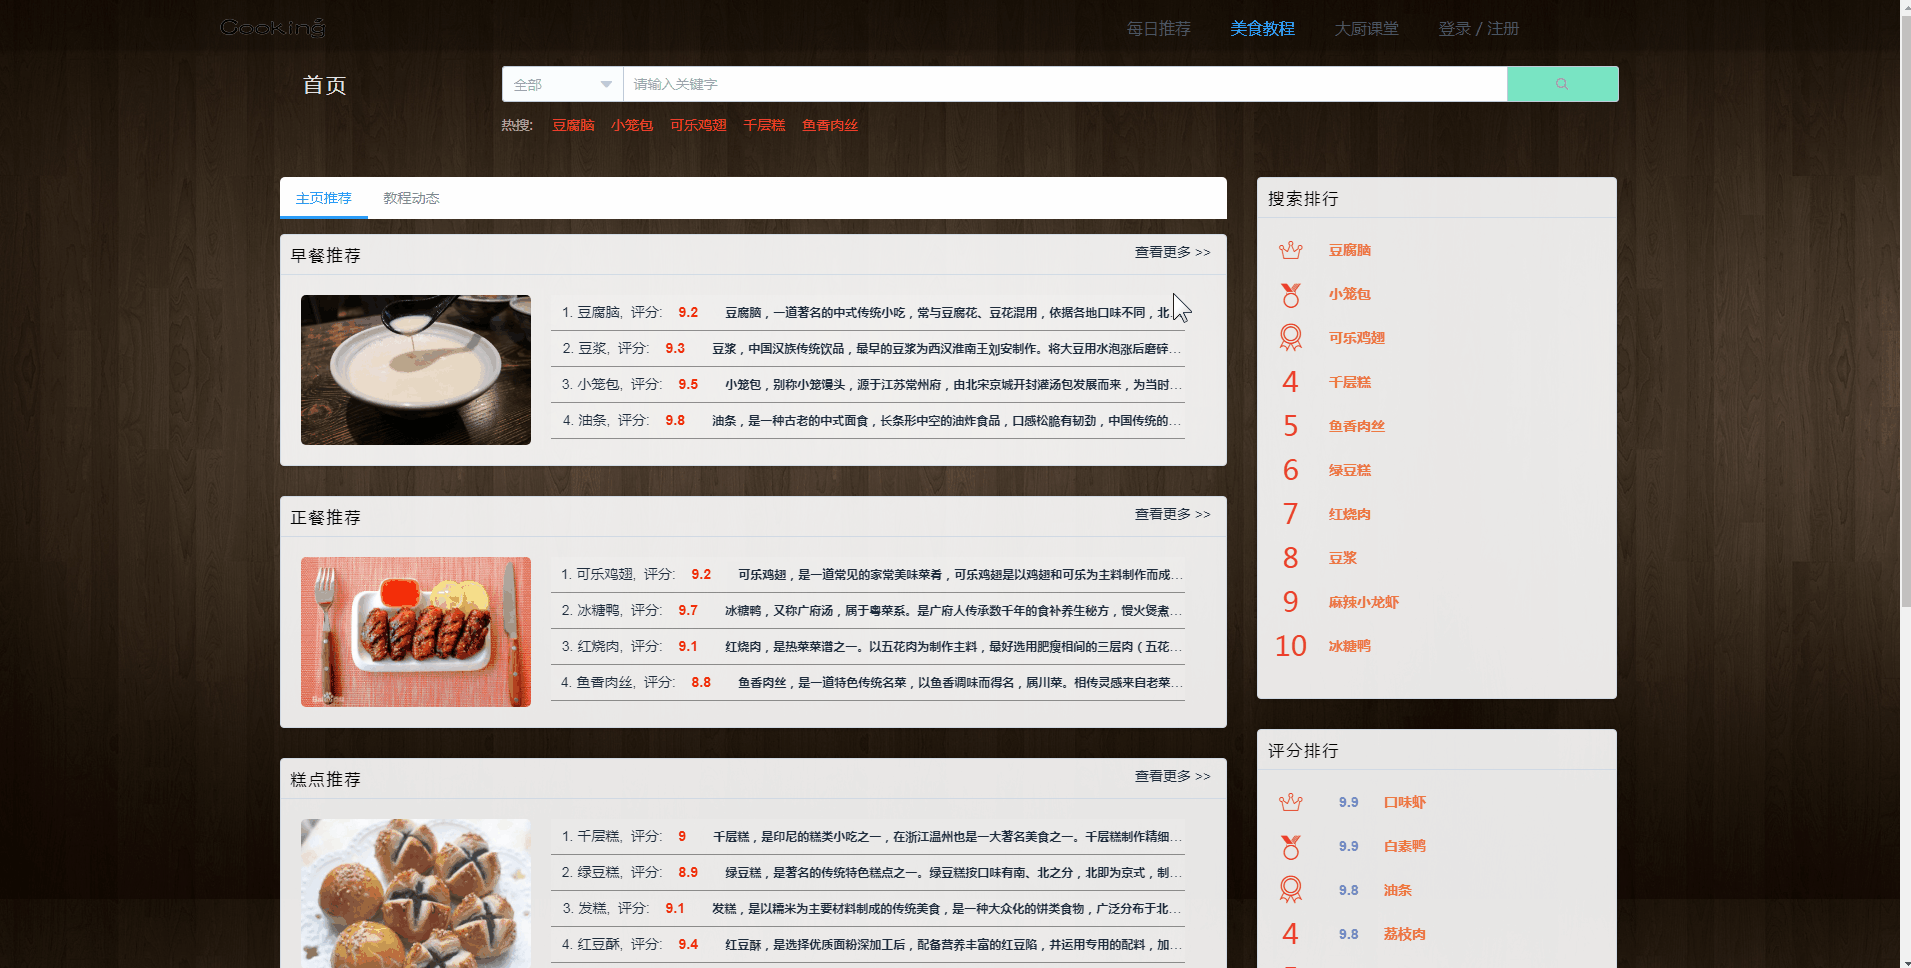 Cooking
每日推荐 美食教程 大厨课堂 登录 / 注册
首页
全部 请输入关键字
热搜: 豆腐脑 小笼包 可乐鸡翅 千层糕 鱼香肉丝
主页推荐 教程动态
早餐推荐 查看更多 >>
1. 豆腐脑, 评分: 9.2 豆腐脑，一道著名的中式传统小吃，常与豆腐花、豆花混用，依据各地口味不同，北...
2. 豆浆, 评分: 9.3 豆浆，中国汉族传统饮品，最早的豆浆为西汉淮南王刘安制作。将大豆用水泡涨后磨碎...
3. 小笼包, 评分: 9.5 小笼包，别称小笼馒头，源于江苏常州府，由北宋京城开封灌汤包发展而来，为当时...
4. 油条, 评分: 9.8 油条，是一种古老的中式面食，长条形中空的油炸食品，口感松脆有韧劲，中国传统的...
正餐推荐 查看更多 >>
1. 可乐鸡翅, 评分: 9.2 可乐鸡翅，是一道常见的家常美味菜肴，可乐鸡翅是以鸡翅和可乐为主料制作而成...
2. 冰糖鸭, 评分: 9.7 冰糖鸭，又称广府汤，属于粤菜系。是广府人传承数千年的食补养生秘方，慢火煲煮...
3. 红烧肉, 评分: 9.1 红烧肉，是热菜菜谱之一。以五花肉为制作主料，最好选用肥瘦相间的三层肉（五花...
4. 鱼香肉丝, 评分: 8.8 鱼香肉丝，是一道特色传统名菜，以鱼香调味而得名，属川菜。相传灵感来自老菜...
糕点推荐 查看更多 >>
1. 千层糕, 评分: 9 千层糕，是印尼的糕类小吃之一，在浙江温州也是一大著名美食之一。千层糕制作精细...
2. 绿豆糕, 评分: 8.9 绿豆糕，是著名的传统特色糕点之一。绿豆糕按口味有南、北之分，北即为京式，制...
3. 发糕, 评分: 9.1 发糕，是以糯米为主要材料制成的传统美食，是一种大众化的饼类食物，广泛分布于北...
4. 红豆酥, 评分: 9.4 红豆酥，是选择优质面粉深加工后，配备营养丰富的红豆陷，并运用专用的配料，加...
搜索排行
豆腐脑
小笼包
可乐鸡翅
4 千层糕
5 鱼香肉丝
6 绿豆糕
7 红烧肉
8 豆浆
9 麻辣小龙虾
10 冰糖鸭
评分排行
9.9 口味虾
9.9 白素鸭
9.8 油条
4 9.8 荔枝肉